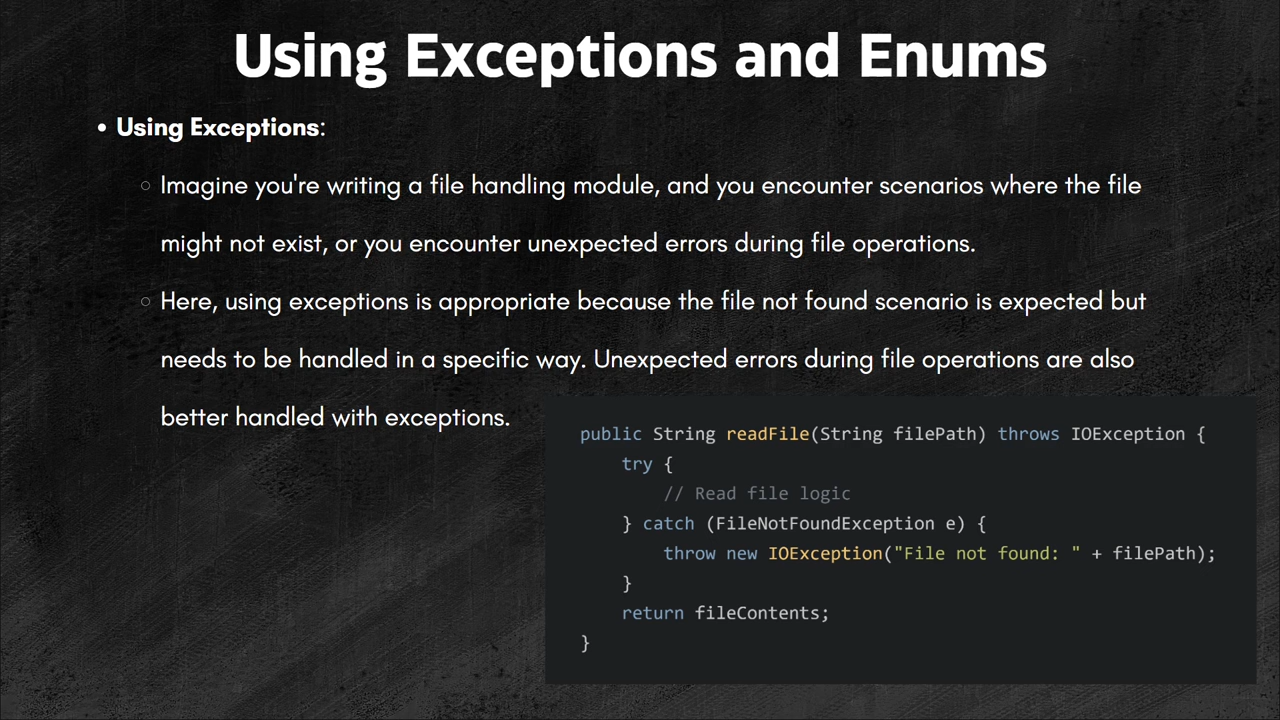 Using Exceptions and Enums
• Using Exceptions:
○ Imagine you're writing a file handling module, and you encounter scenarios where the file
might not exist, or you encounter unexpected errors during file operations.
○ Here, using exceptions is appropriate because the file not found scenario is expected but
needs to be handled in a specific way. Unexpected errors during file operations are also
better handled with exceptions.
public String readFile(String filePath) throws IOException {
    try {
        // Read file logic
    } catch (FileNotFoundException e) {
        throw new IOException("File not found: " + filePath);
    }
    return fileContents;
}